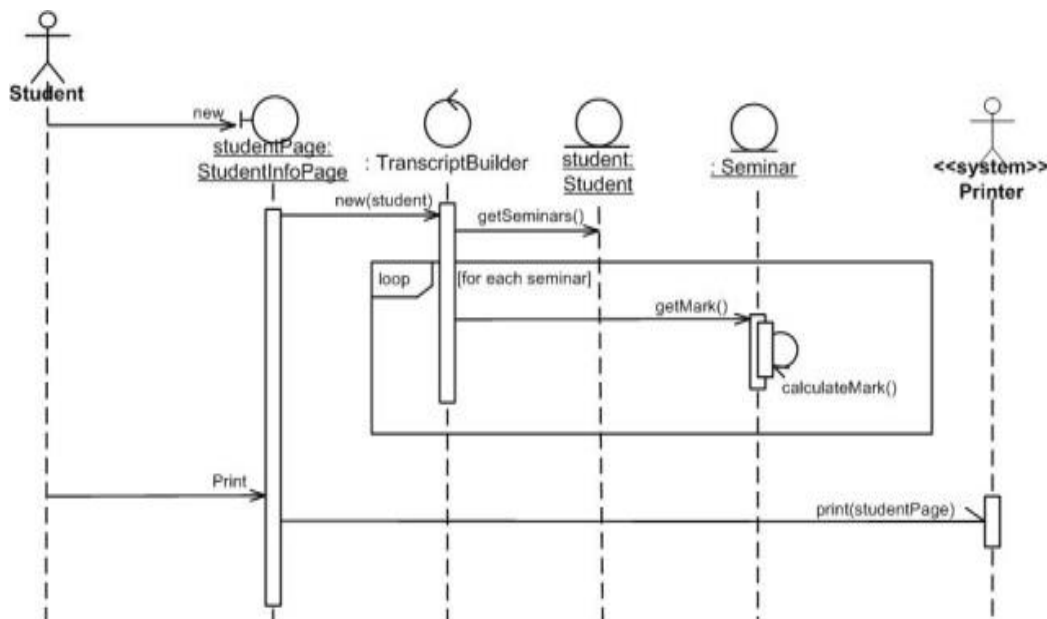 Student
new
studentPage:
StudentInfoPage
: TranscriptBuilder
student:
Student
: Seminar
<<system>>
Printer
new(student)
getSeminars()
loop
[for each seminar]
getMark()
calculateMark()
Print
print(studentPage)